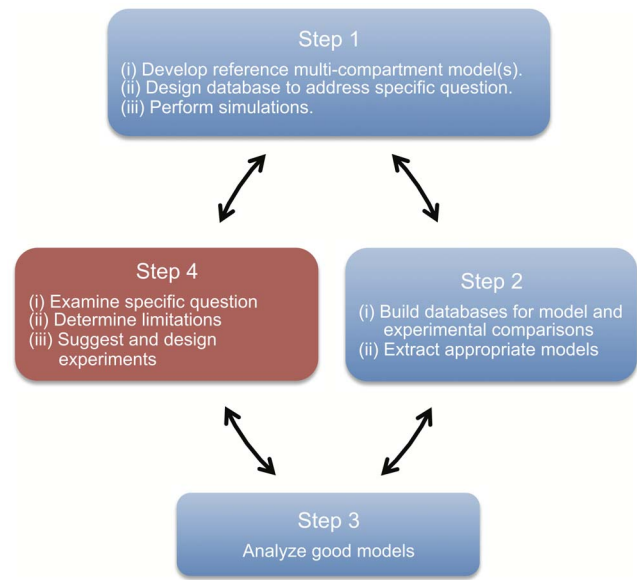 Step 1
(i) Develop reference multi-compartment model(s).
(ii) Design database to address specific question.
(iii) Perform simulations.
Step 4
(i) Examine specific question
(ii) Determine limitations
(iii) Suggest and design
experiments
Step 2
(i) Build databases for model and
experimental comparisons
(ii) Extract appropriate models
Step 3
Analyze good models